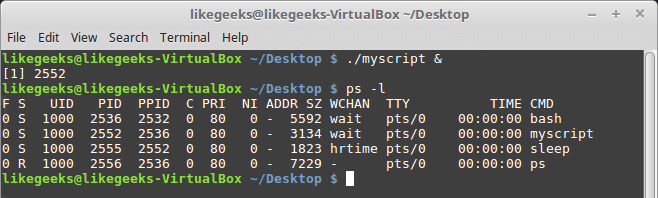 likegeeks@likegeeks-VirtualBox ~/Desktop
File Edit View Search Terminal Help
likegeeks@likegeeks-VirtualBox ~/Desktop $ ./myscript &
[1] 2552
likegeeks@likegeeks-VirtualBox ~/Desktop $ ps -l
F S   UID   PID  PPID  C PRI  NI ADDR SZ WCHAN  TTY          TIME CMD
0 S  1000  2536  2532  0  80   0 -  5592 wait   pts/0    00:00:00 bash
0 S  1000  2552  2536  0  80   0 -  3134 wait   pts/0    00:00:00 myscript
0 S  1000  2555  2552  0  80   0 -  1823 hrtime pts/0    00:00:00 sleep
0 R  1000  2556  2536  0  80   0 -  7229 -      pts/0    00:00:00 ps
likegeeks@likegeeks-VirtualBox ~/Desktop $